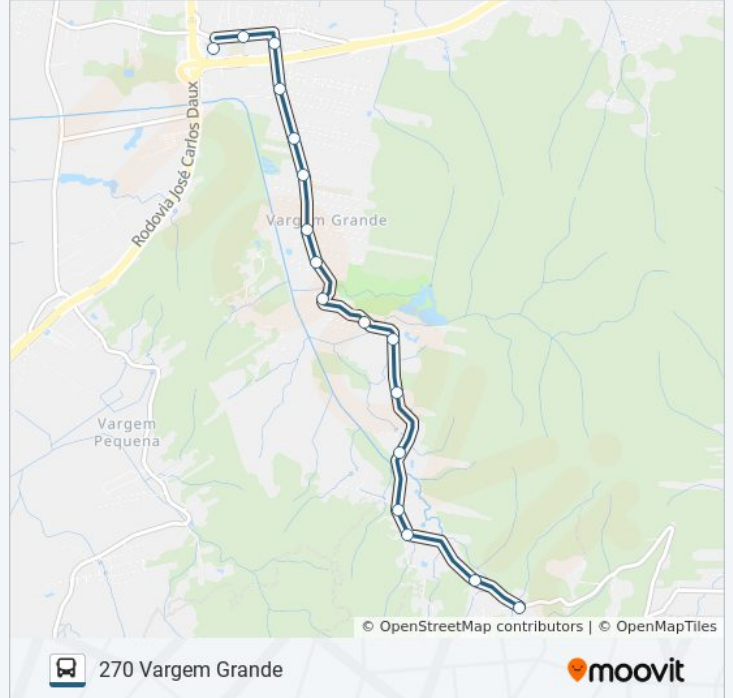 Rodovia José Carlos Daux
Vargem Grande
Vargem
Pequena
© OpenStreetMap contributors | © OpenMapTiles
270 Vargem Grande
moovit